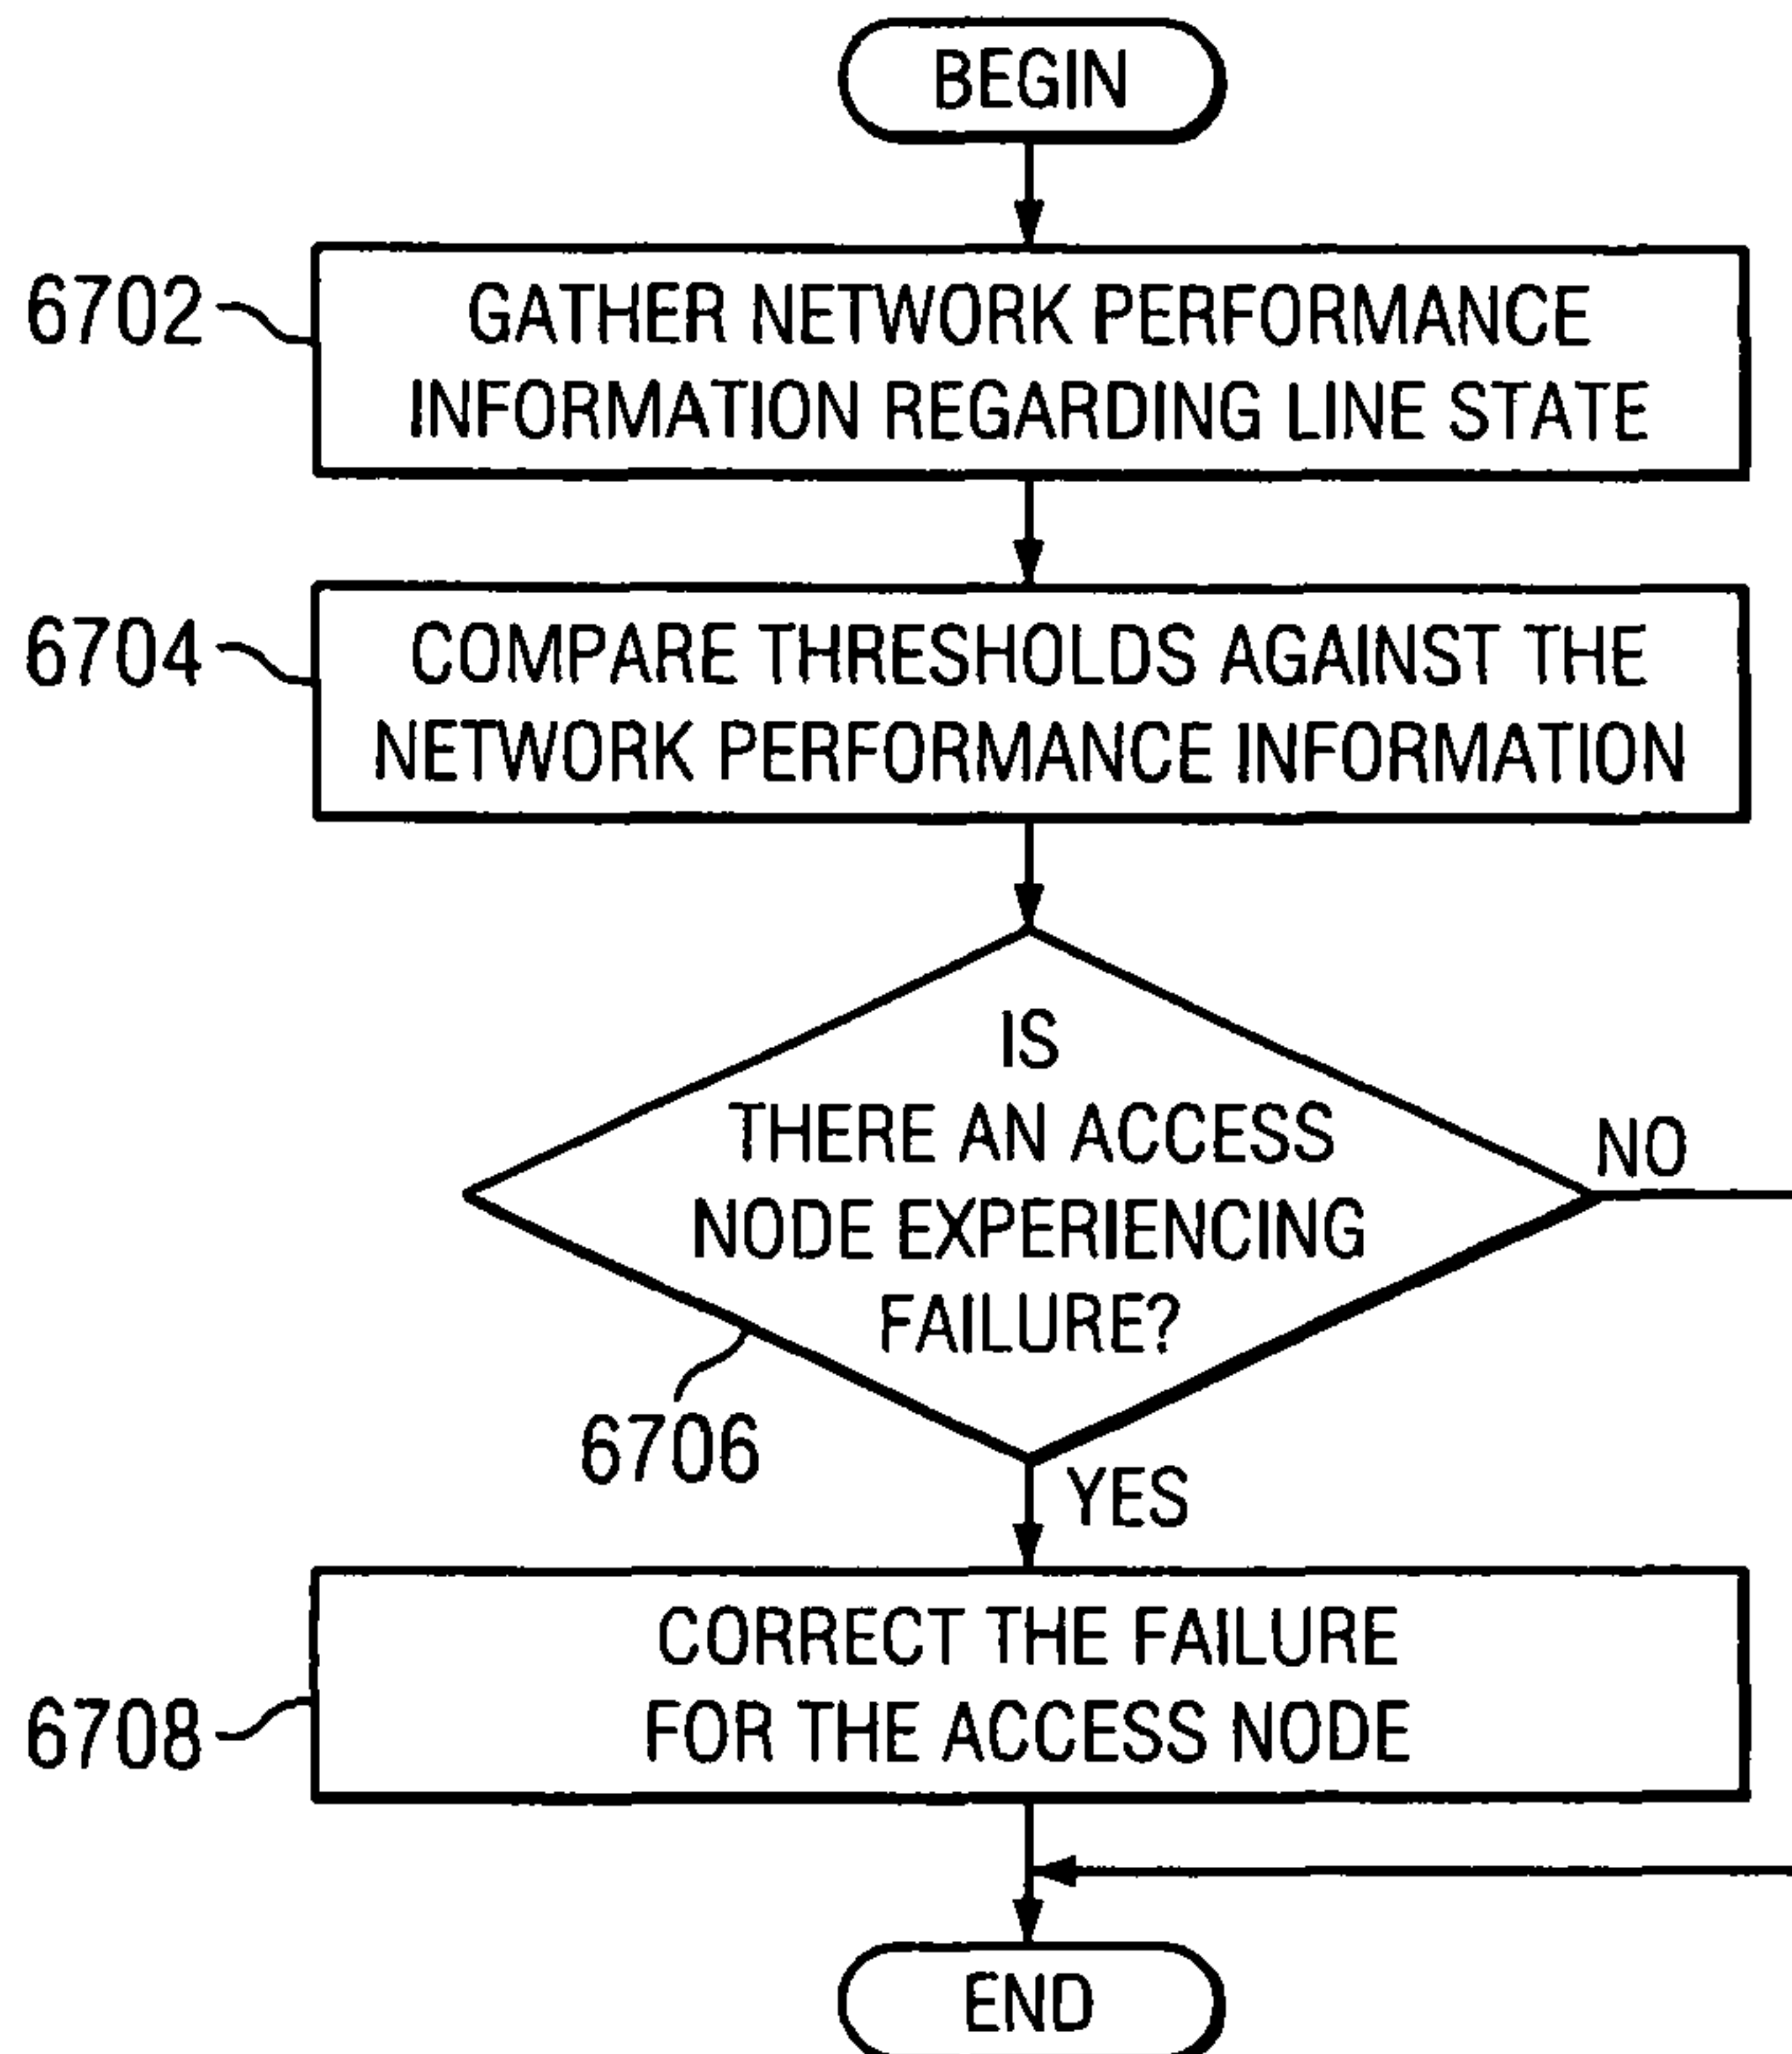 BEGIN
6702
GATHER NETWORK PERFORMANCE
INFORMATION REGARDING LINE STATE
6704
COMPARE THRESHOLDS AGAINST THE
NETWORK PERFORMANCE INFORMATION
IS
THERE AN ACCESS
NODE EXPERIENCING
FAILURE?
NO
6706
YES
6708
CORRECT THE FAILURE
FOR THE ACCESS NODE
END